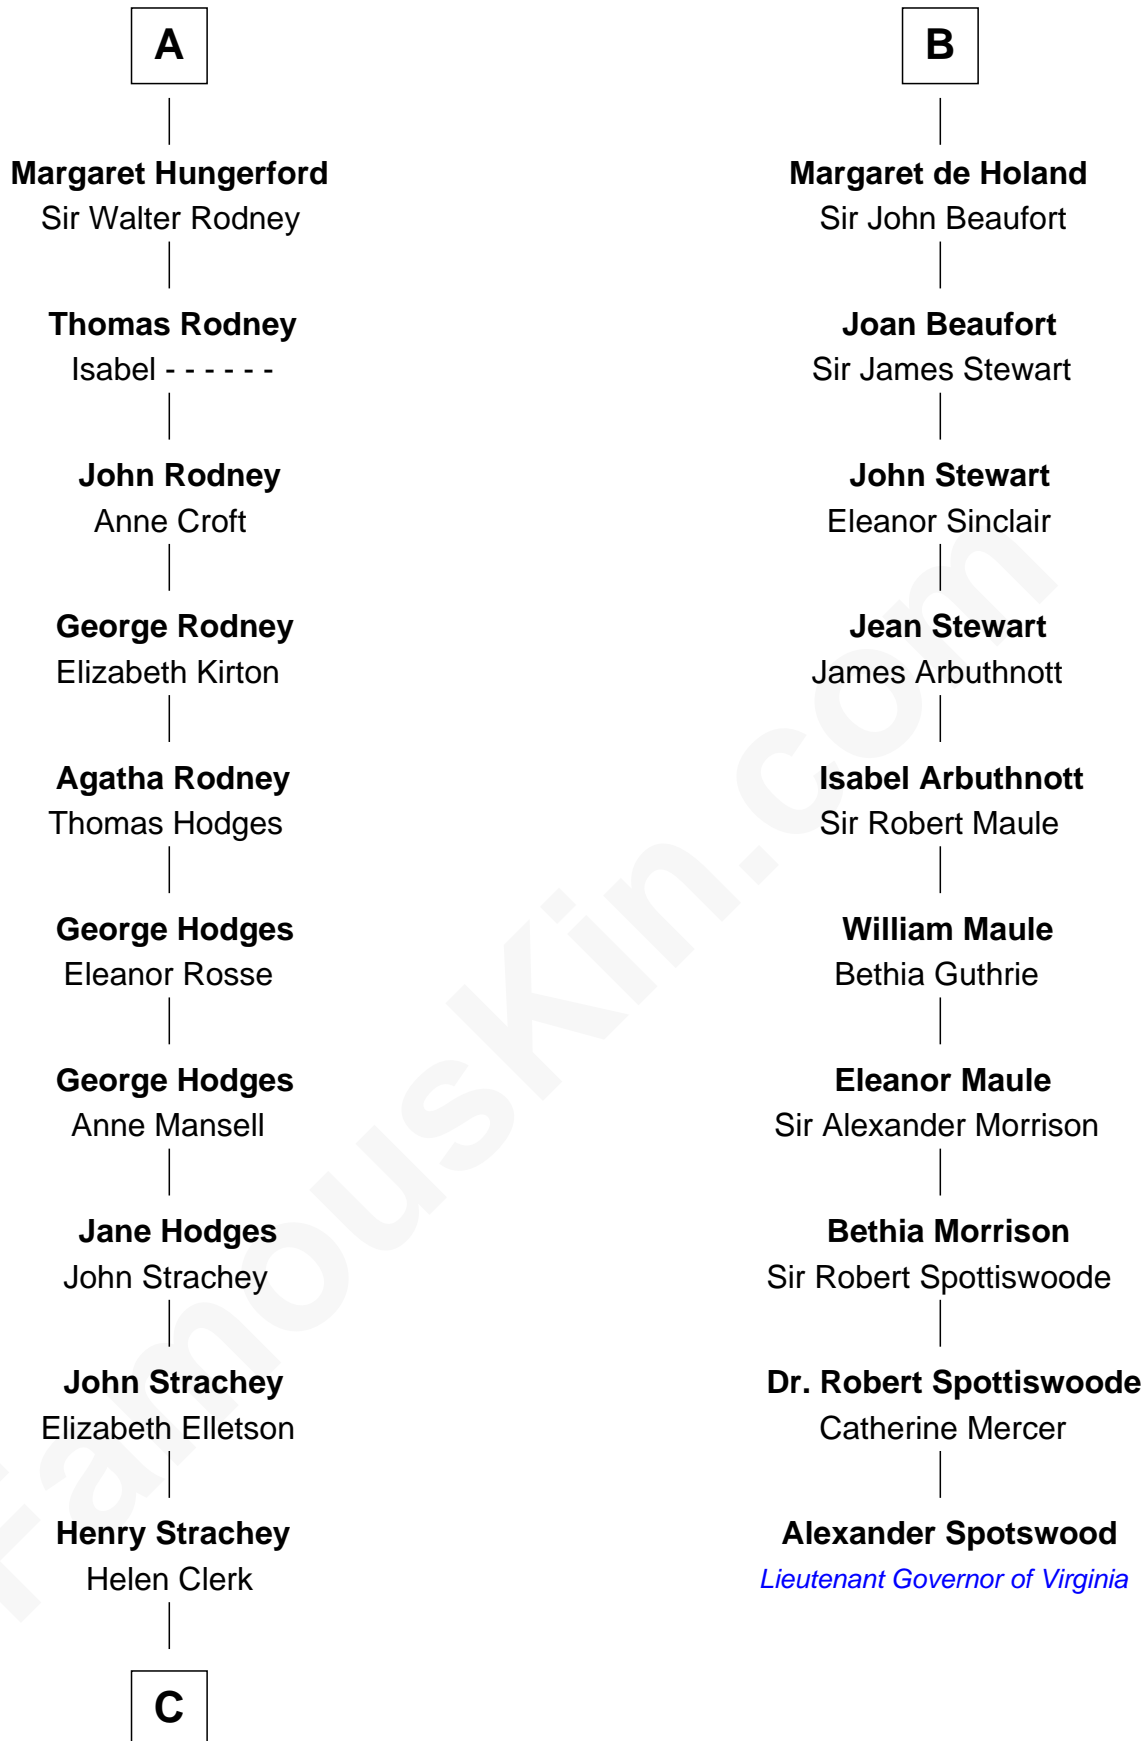 A
Margaret Hungerford
Sir Walter Rodney
Thomas Rodney
Isabel - - - - - -
John Rodney
Anne Croft
George Rodney
Elizabeth Kirton
Agatha Rodney
Thomas Hodges
George Hodges
Eleanor Rosse
George Hodges
Anne Mansell
Jane Hodges
John Strachey
John Strachey
Elizabeth Elletson
Henry Strachey
Helen Clerk
C
B
Margaret de Holand
Sir John Beaufort
Joan Beaufort
Sir James Stewart
John Stewart
Eleanor Sinclair
Jean Stewart
James Arbuthnott
Isabel Arbuthnott
Sir Robert Maule
William Maule
Bethia Guthrie
Eleanor Maule
Sir Alexander Morrison
Bethia Morrison
Sir Robert Spottiswoode
Dr. Robert Spottiswoode
Catherine Mercer
Alexander Spotswood
Lieutenant Governor of Virginia
FamousKin.com